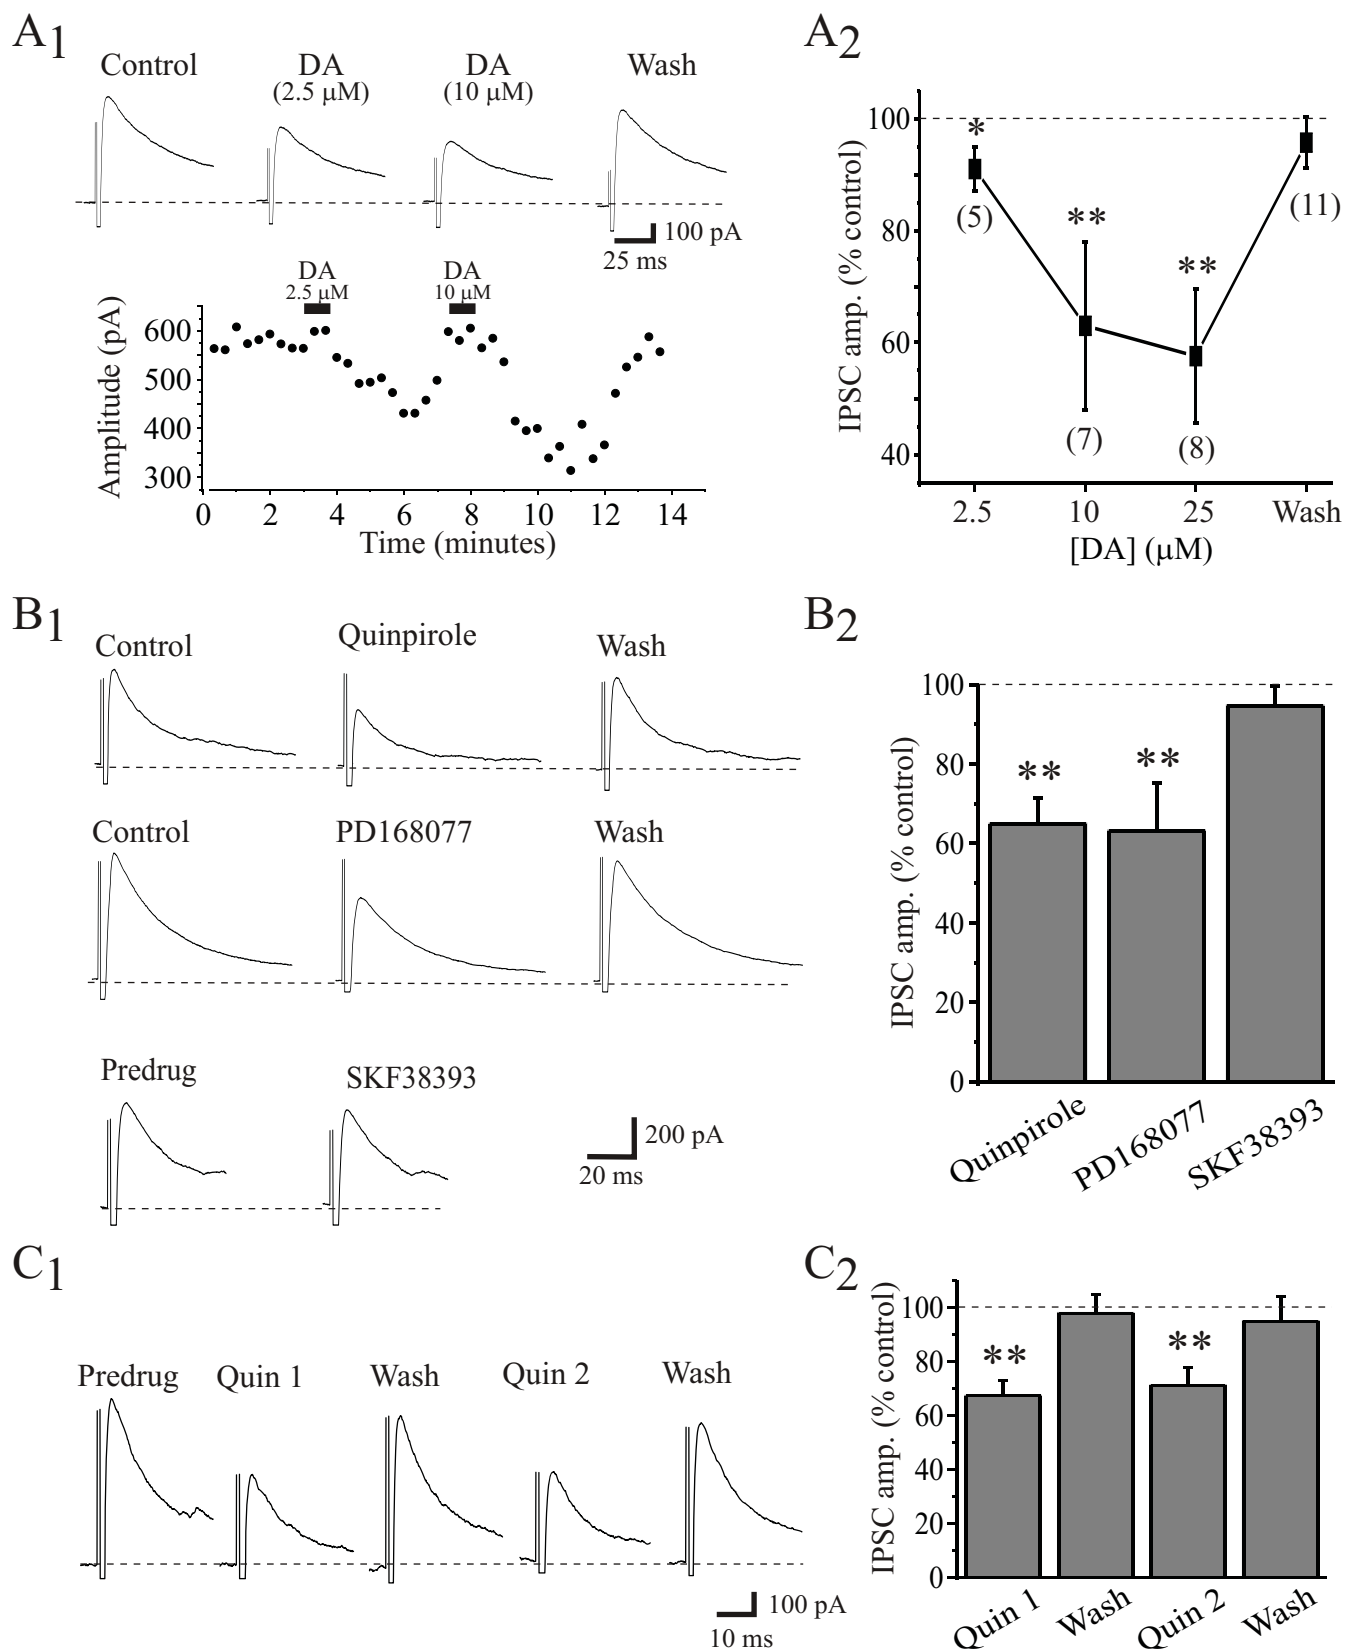 A1
Control
DA
(2.5 μM)
DA
(10 μM)
Wash
100 pA
25 ms
DA
2.5 μM
DA
10 μM
Amplitude (pA)
600
500
400
300
0 2 4 6 8 10 12 14
Time (minutes)
A2
IPSC amp. (% control)
100
80
60
40
*
**
**
(5)
(7)
(8)
(11)
2.5 10 25 Wash
[DA] (μM)
B1
Control Quinpirole Wash
Control PD168077 Wash
Predrug SKF38393
200 pA
20 ms
B2
IPSC amp. (% control)
100
80
60
40
20
0
** **
Quinpirole PD168077 SKF38393
C1
Predrug Quin 1 Wash Quin 2 Wash
100 pA
10 ms
C2
IPSC amp. (% control)
100
80
60
40
20
0
** **
Quin 1 Wash Quin 2 Wash